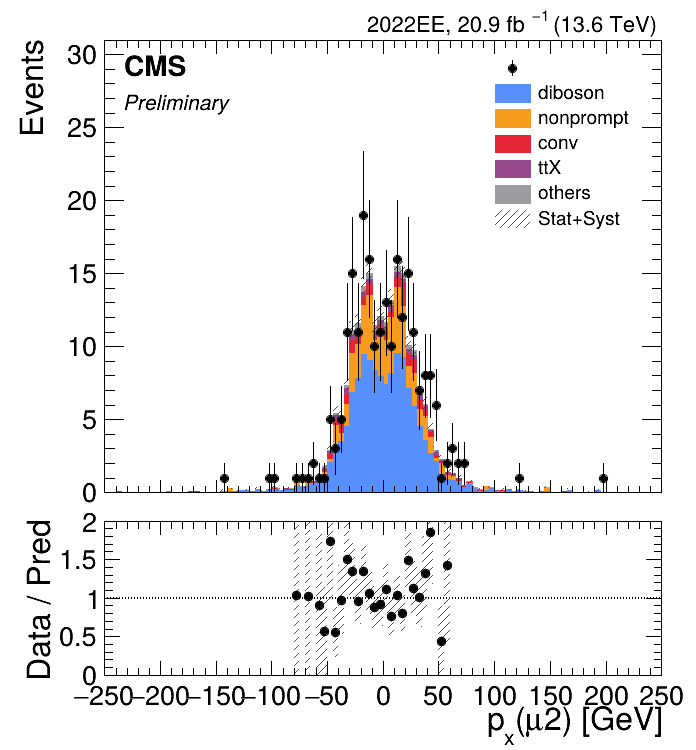 2022EE, 20.9 fb⁻¹ (13.6 TeV)
CMS
Preliminary
Events
30
25
20
15
10
5
0
diboson
nonprompt
conv
ttX
others
Stat+Syst
Data / Pred
2
1.5
1
0.5
0
−250 −200 −150 −100 −50 0 50 100 150 200 250
pₓ(μ2) [GeV]